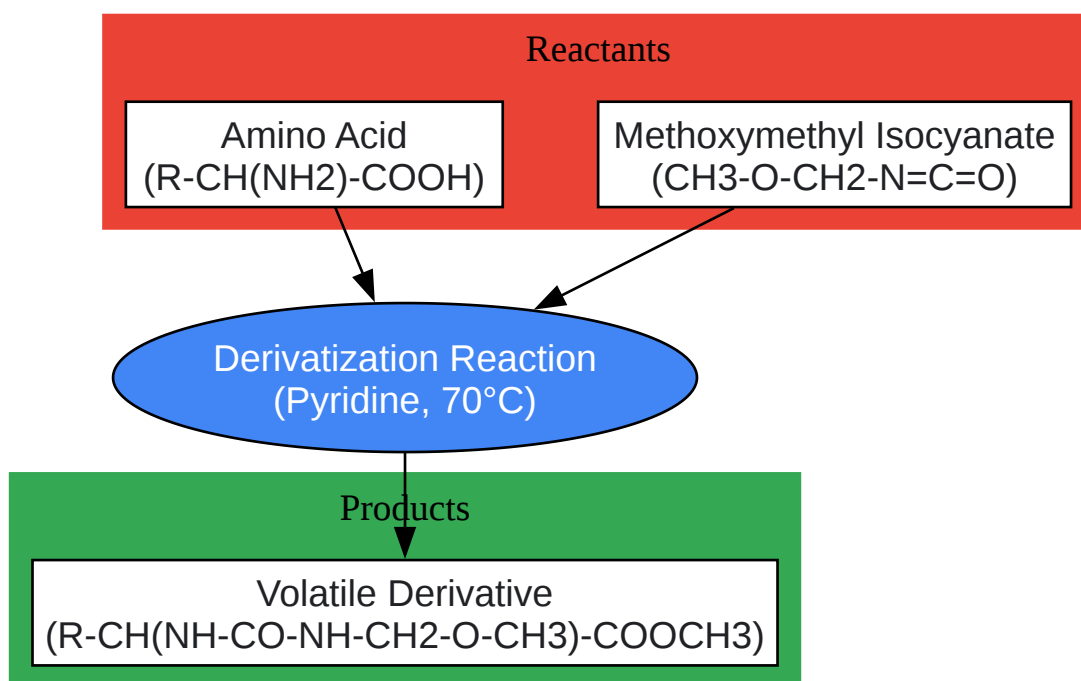 Reactants
Amino Acid
(R-CH(NH2)-COOH)
Methoxymethyl Isocyanate
(CH3-O-CH2-N=C=O)
Derivatization Reaction
(Pyridine, 70°C)
Products
Volatile Derivative
(R-CH(NH-CO-NH-CH2-O-CH3)-COOCH3)